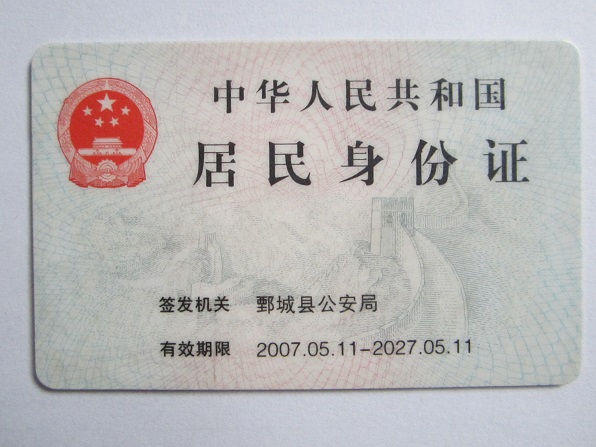 中华人民共和国
居民身份证
签发机关 鄄城县公安局
有效期限 2007.05.11-2027.05.11